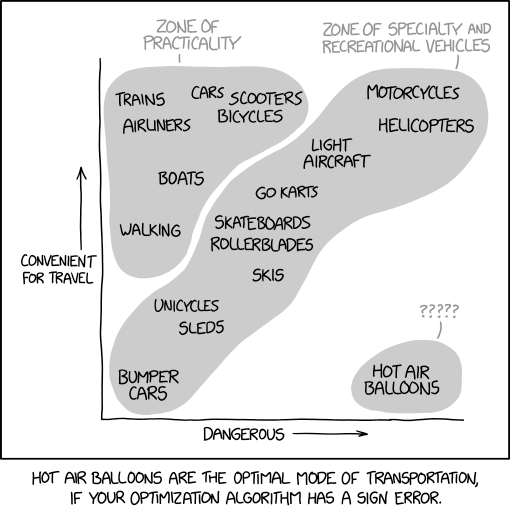 ZONE OF
PRACTICALITY
ZONE OF SPECIALTY AND
RECREATIONAL VEHICLES
TRAINS
CARS
SCOOTERS
BICYCLES
AIRLINERS
BOATS
WALKING
MOTORCYCLES
HELICOPTERS
LIGHT
AIRCRAFT
GO KARTS
SKATEBOARDS
ROLLERBLADES
SKIS
UNICYCLES
SLEDS
BUMPER
CARS
?????
HOT AIR
BALLOONS
CONVENIENT
FOR TRAVEL
DANGEROUS
HOT AIR BALLOONS ARE THE OPTIMAL MODE OF TRANSPORTATION,
IF YOUR OPTIMIZATION ALGORITHM HAS A SIGN ERROR.